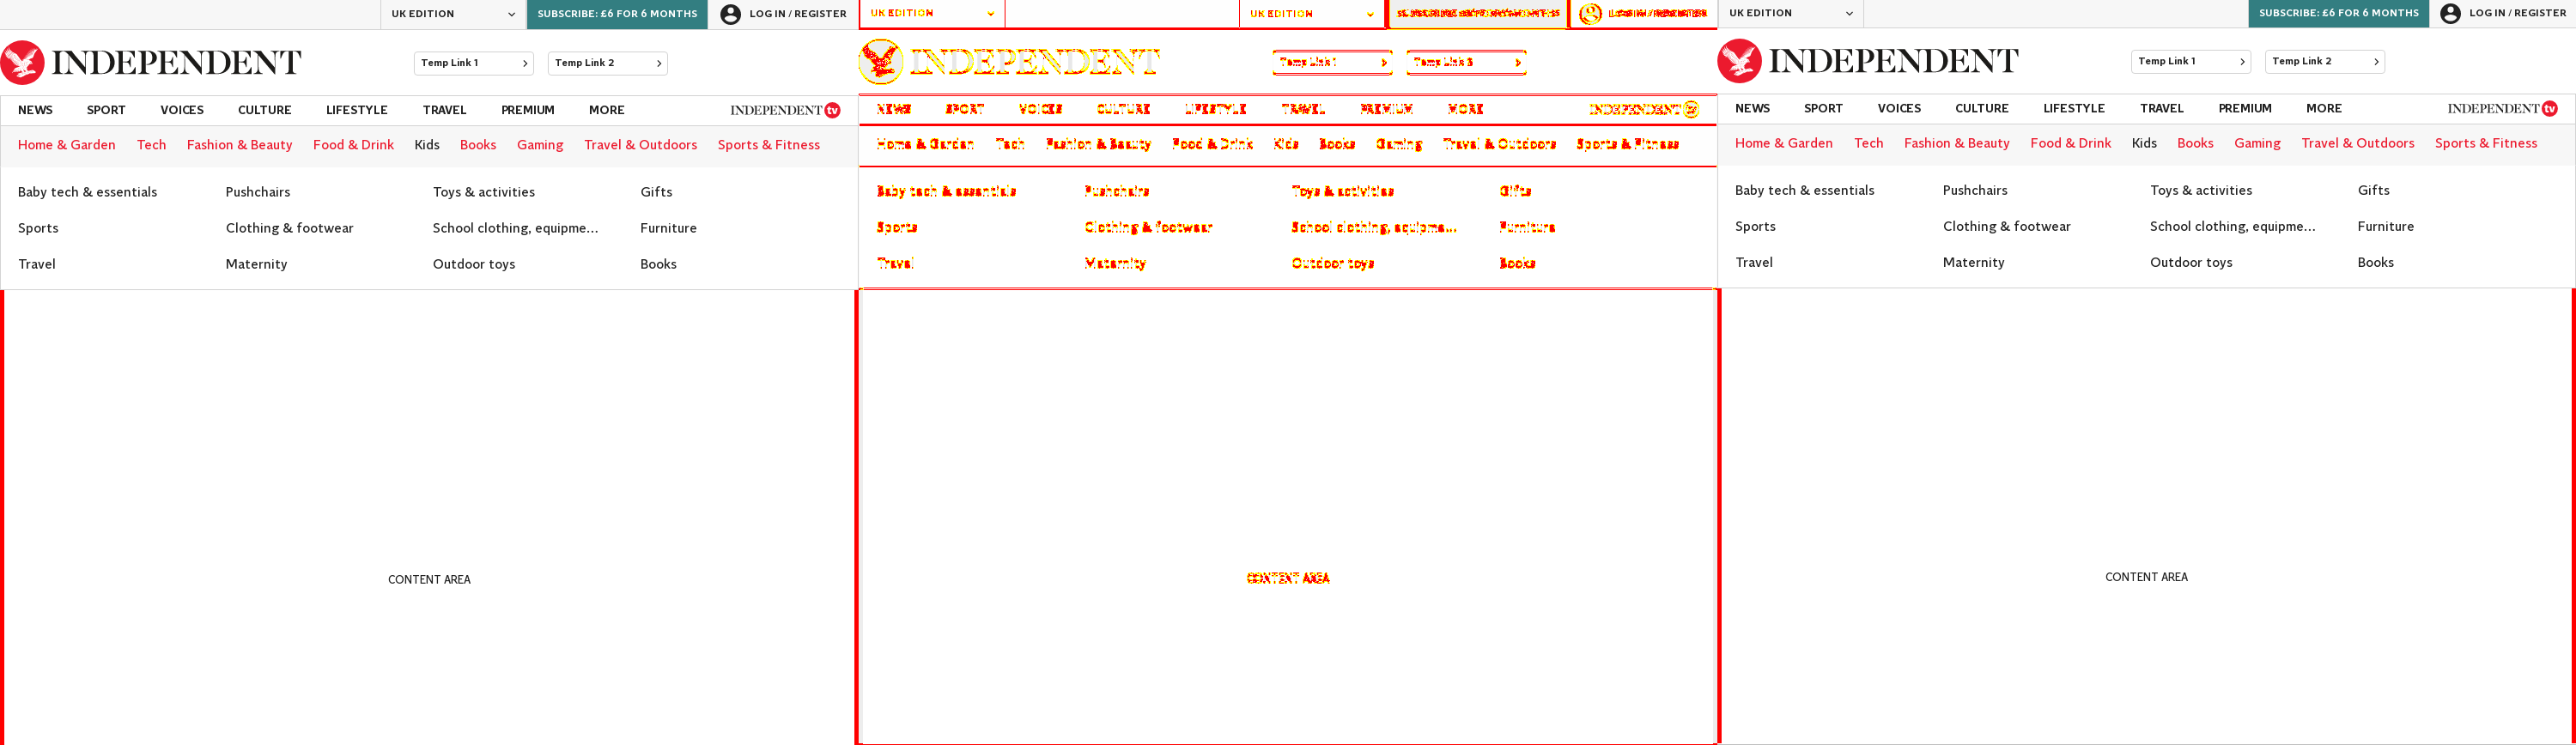 UK EDITION SUBSCRIBE: £6 FOR 6 MONTHS LOG IN / REGISTER
INDEPENDENT Temp Link 1 Temp Link 2
NEWS SPORT VOICES CULTURE LIFESTYLE TRAVEL PREMIUM MORE INDEPENDENT tv
Home & Garden Tech Fashion & Beauty Food & Drink Kids Books Gaming Travel & Outdoors Sports & Fitness
Baby tech & essentials Pushchairs Toys & activities Gifts
Sports Clothing & footwear School clothing, equipme... Furniture
Travel Maternity Outdoor toys Books
CONTENT AREA
UK EDITION UK EDITION SUBSCRIBE: £6 FOR 6 MONTHS LOG IN / REGISTER
INDEPENDENT Temp Link 1 Temp Link 2
NEWS SPORT VOICES CULTURE LIFESTYLE TRAVEL PREMIUM MORE INDEPENDENT tv
Home & Garden Tech Fashion & Beauty Food & Drink Kids Books Gaming Travel & Outdoors Sports & Fitness
Baby tech & essentials Pushchairs Toys & activities Gifts
Sports Clothing & footwear School clothing, equipme... Furniture
Travel Maternity Outdoor toys Books
CONTENT AREA
UK EDITION SUBSCRIBE: £6 FOR 6 MONTHS LOG IN / REGISTER
INDEPENDENT Temp Link 1 Temp Link 2
NEWS SPORT VOICES CULTURE LIFESTYLE TRAVEL PREMIUM MORE INDEPENDENT tv
Home & Garden Tech Fashion & Beauty Food & Drink Kids Books Gaming Travel & Outdoors Sports & Fitness
Baby tech & essentials Pushchairs Toys & activities Gifts
Sports Clothing & footwear School clothing, equipme... Furniture
Travel Maternity Outdoor toys Books
CONTENT AREA